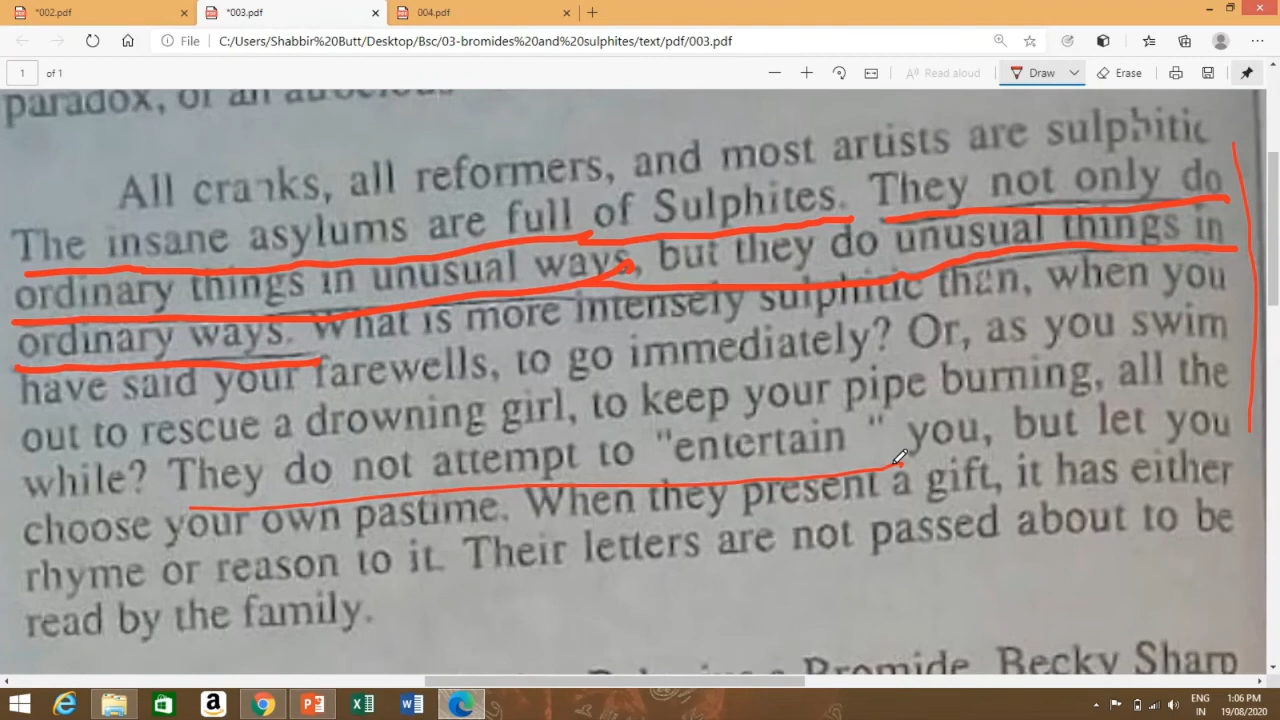 *002.pdf × *003.pdf × 004.pdf × +
File C:/Users/Shabbir%20Butt/Desktop/Bsc/03-bromides%20and%20sulphites/text/pdf/003.pdf
1 of 1 Read aloud Draw Erase
paradox, of an
All cranks, all reformers, and most artists are sulphitic
The insane asylums are full of Sulphites. They not only do
ordinary things in unusual ways, but they do unusual things in
ordinary ways. What is more intensely sulphitic than, when you
have said your farewells, to go immediately? Or, as you swim
out to rescue a drowning girl, to keep your pipe burning, all the
while? They do not attempt to "entertain " you, but let you
choose your own pastime. When they present a gift, it has either
rhyme or reason to it. Their letters are not passed about to be
read by the family.
a Bromide, Becky Sharp
ENG 1:06 PM
IN 19/08/2020